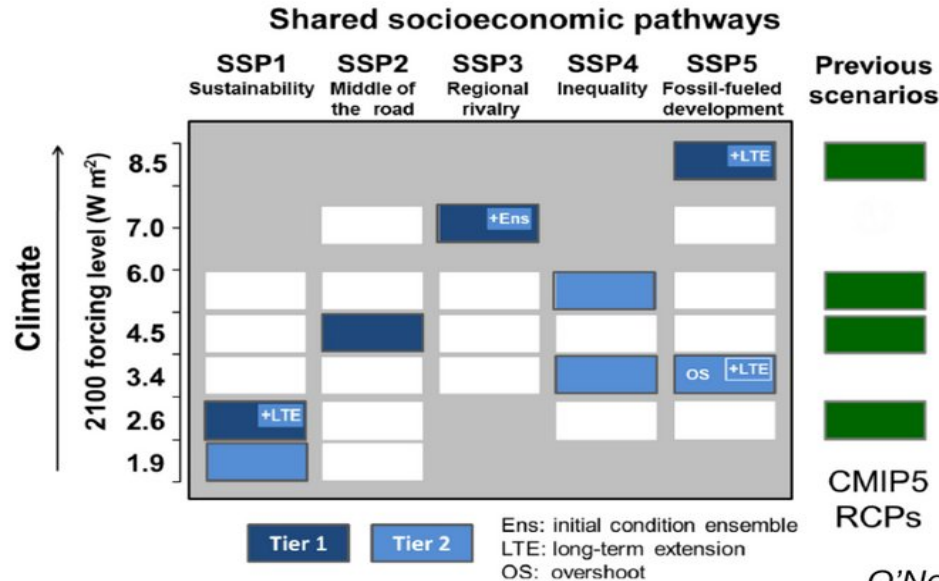 Shared socioeconomic pathways
SSP1 SSP2 SSP3 SSP4 SSP5
Sustainability Middle of the road Regional rivalry Inequality Fossil-fueled development
Previous
scenarios
Climate
2100 forcing level (W m⁻²)
8.5 +LTE
7.0 +Ens
6.0
4.5
3.4 OS +LTE
2.6 +LTE
1.9
CMIP5
RCPs
Tier 1 Tier 2
Ens: initial condition ensemble
LTE: long-term extension
OS: overshoot